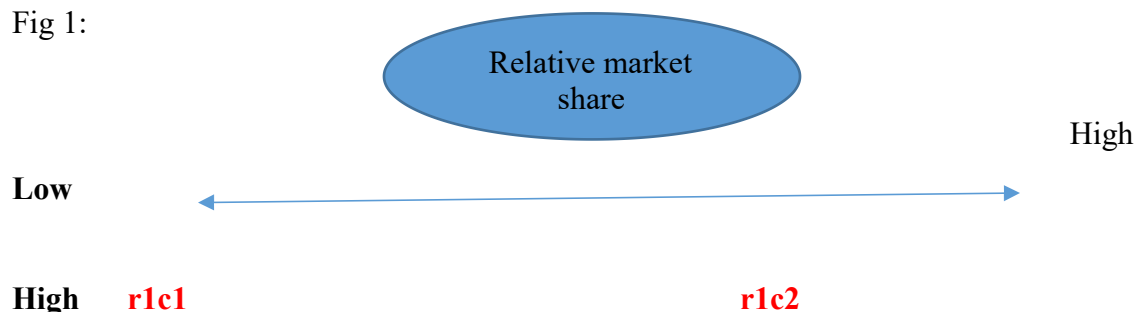 Fig 1:
Relative market
share
High
Low
High r1c1 r1c2